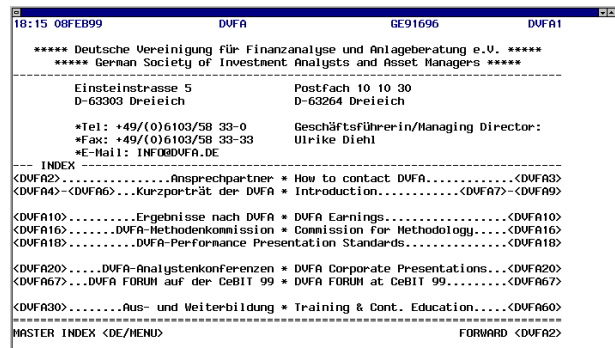 18:15 08FEB99 DVFA GE91696 DVFA1
***** Deutsche Vereinigung für Finanzanalyse und Anlageberatung e.V. *****
***** German Society of Investment Analysts and Asset Managers *****
Einsteinstrasse 5 Postfach 10 10 30
D-63303 Dreieich D-63264 Dreieich
*Tel: +49/(0)6103/58 33-0 Geschäftsführerin/Managing Director:
*Fax: +49/(0)6103/58 33-33 Ulrike Diehl
*E-Mail: INFO@DVFA.DE
--- INDEX ---
<DVFA2>.................Ansprechpartner * How to contact DVFA............<DVFA3>
<DVFA4>-<DVFA6>...Kurzporträt der DVFA * Introduction............<DVFA7>-<DVFA9>
<DVFA10>..........Ergebnisse nach DVFA * DVFA Earnings..................<DVFA10>
<DVFA16>.......DVFA-Methodenkommission * Commission for Methodology.....<DVFA16>
<DVFA18>..........DVFA-Performance Presentation Standards...............<DVFA18>
<DVFA20>.....DVFA-Analystenkonferenzen * DVFA Corporate Presentations...<DVFA20>
<DVFA67>...DVFA FORUM auf der CeBIT 99 * DVFA FORUM at CeBIT 99........<DVFA67>
<DVFA30>........Aus- und Weiterbildung * Training & Cont. Education.....<DVFA60>
MASTER INDEX <DE/MENU> FORWARD <DVFA2>